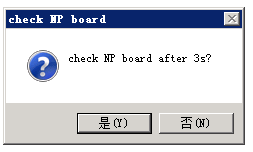 check NP board
check NP board after 3s?
是(Y)
否(N)